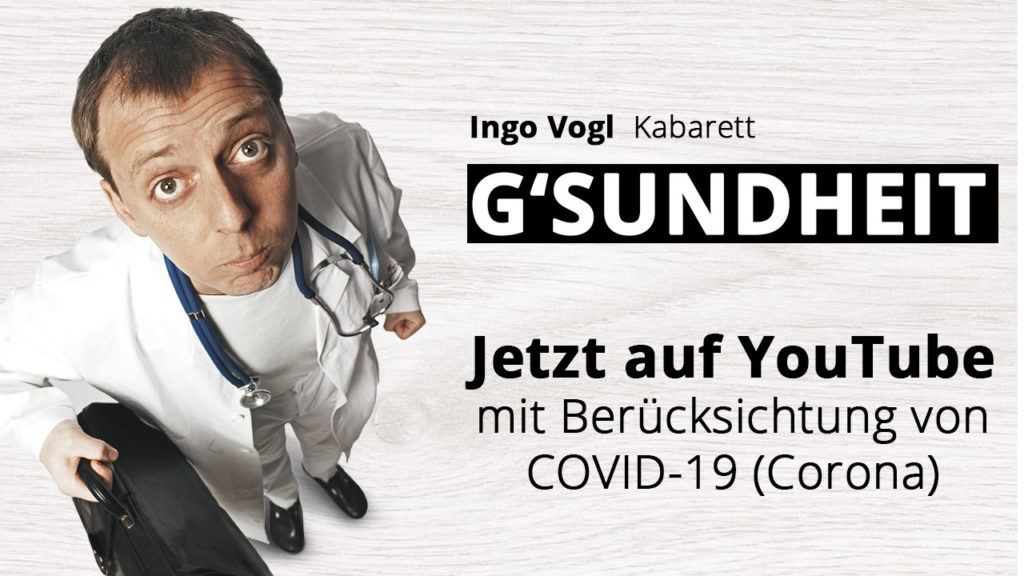 Ingo Vogl Kabarett
G‘SUNDHEIT
Jetzt auf YouTube
mit Berücksichtung von
COVID-19 (Corona)